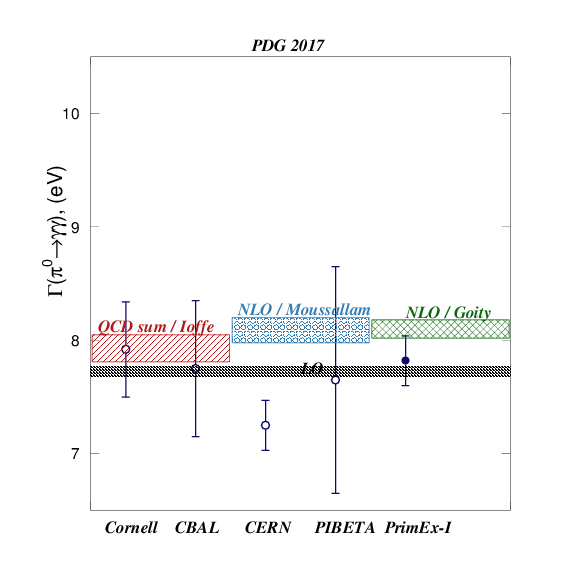 PDG 2017
Γ(π⁰→γγ), (eV)
10
9
8
7
QCD sum / Ioffe
NLO / Moussallam
NLO / Goity
LO
Cornell CBAL CERN PIBETA PrimEx-I